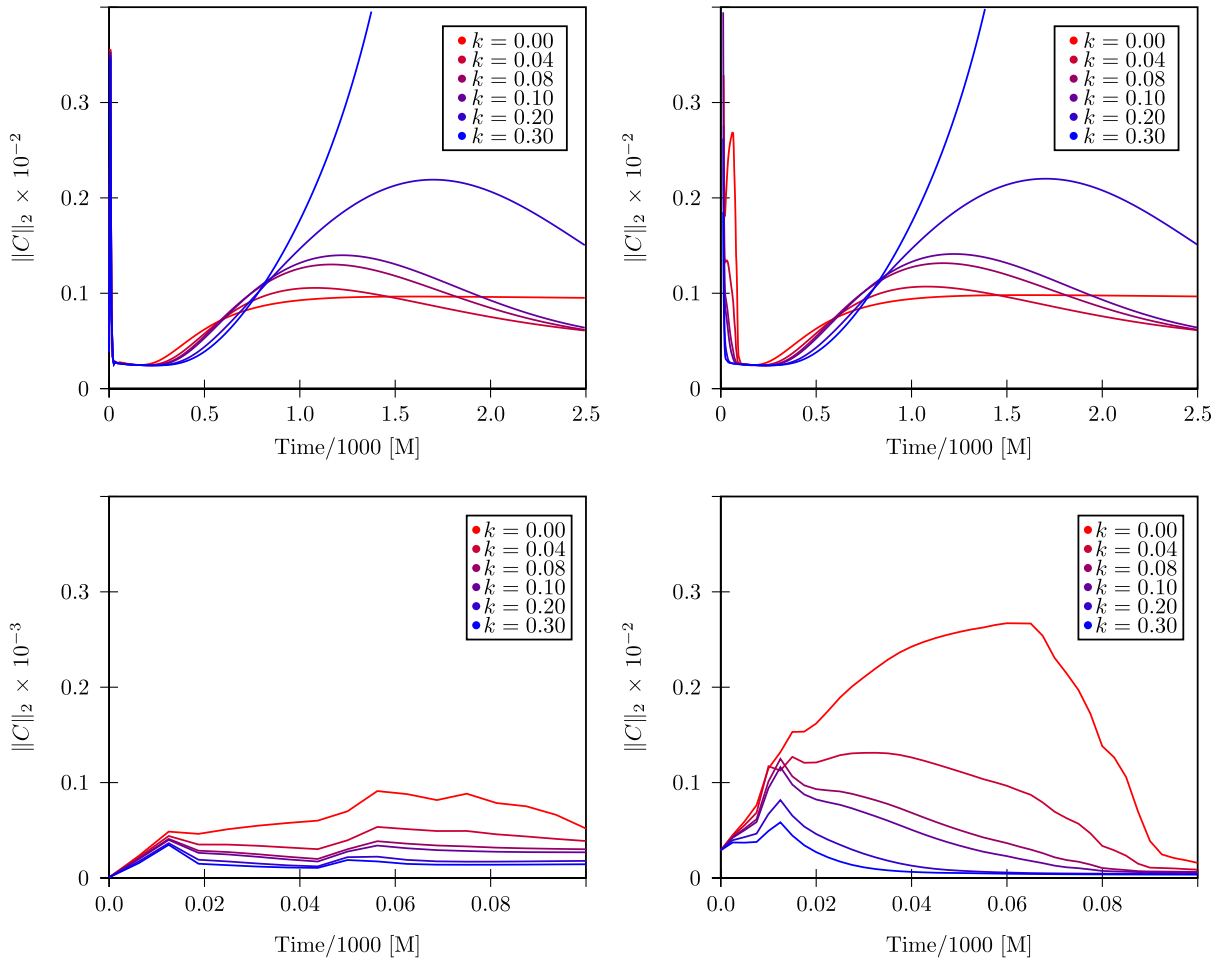 k = 0.00
k = 0.04
k = 0.08
k = 0.10
k = 0.20
k = 0.30
0.3
0.2
0.1
0
‖C‖₂ × 10⁻²
0 0.5 1.0 1.5 2.0 2.5
Time/1000 [M]
k = 0.00
k = 0.04
k = 0.08
k = 0.10
k = 0.20
k = 0.30
0.3
0.2
0.1
0
‖C‖₂ × 10⁻²
0 0.5 1.0 1.5 2.0 2.5
Time/1000 [M]
k = 0.00
k = 0.04
k = 0.08
k = 0.10
k = 0.20
k = 0.30
0.3
0.2
0.1
0
‖C‖₂ × 10⁻³
0.0 0.02 0.04 0.06 0.08
Time/1000 [M]
k = 0.00
k = 0.04
k = 0.08
k = 0.10
k = 0.20
k = 0.30
0.3
0.2
0.1
0
‖C‖₂ × 10⁻²
0.0 0.02 0.04 0.06 0.08
Time/1000 [M]